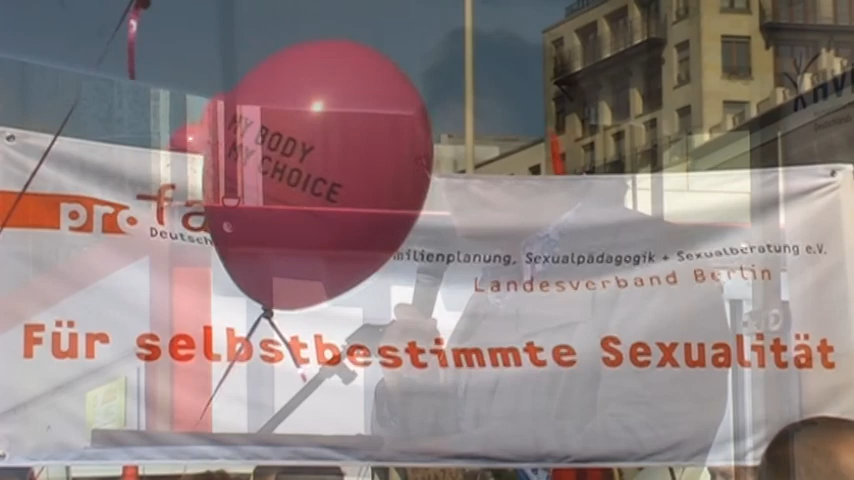 MY BODY
MY CHOICE
pro fa
Deutsch
milienplanung, Sexualpädagogik + Sexualberatung e.V.
Landesverband Berlin
Für selbstbestimmte Sexualität